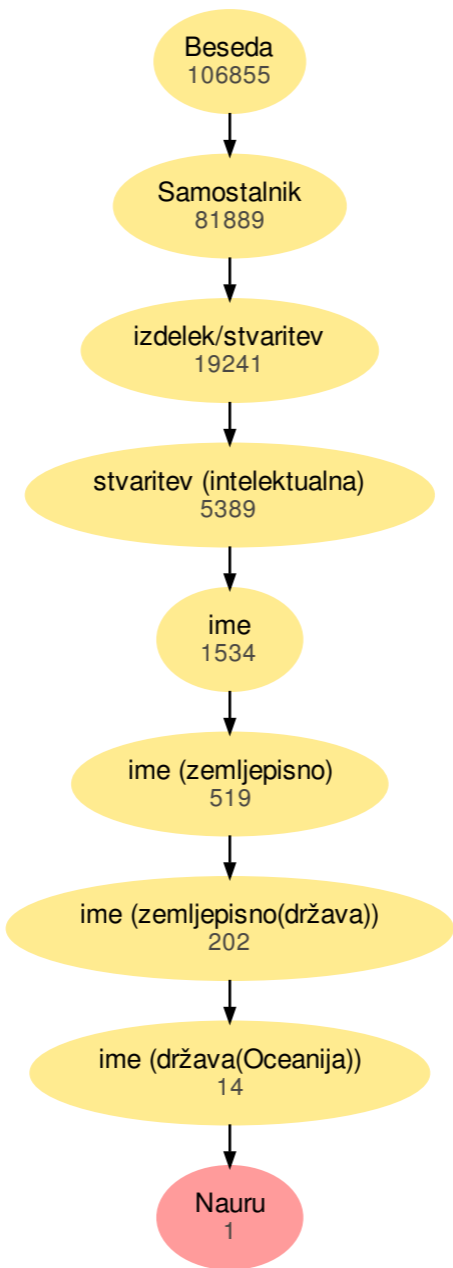 Beseda
106855
Samostalnik
81889
izdelek/stvaritev
19241
stvaritev (intelektualna)
5389
ime
1534
ime (zemljepisno)
519
ime (zemljepisno(država))
202
ime (država(Oceanija))
14
Nauru
1